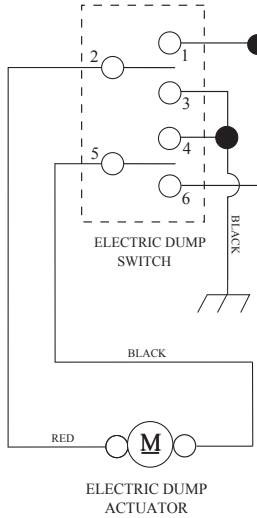 1
2
3
4
5
6
BLACK
ELECTRIC DUMP
SWITCH
BLACK
RED
M
ELECTRIC DUMP
ACTUATOR